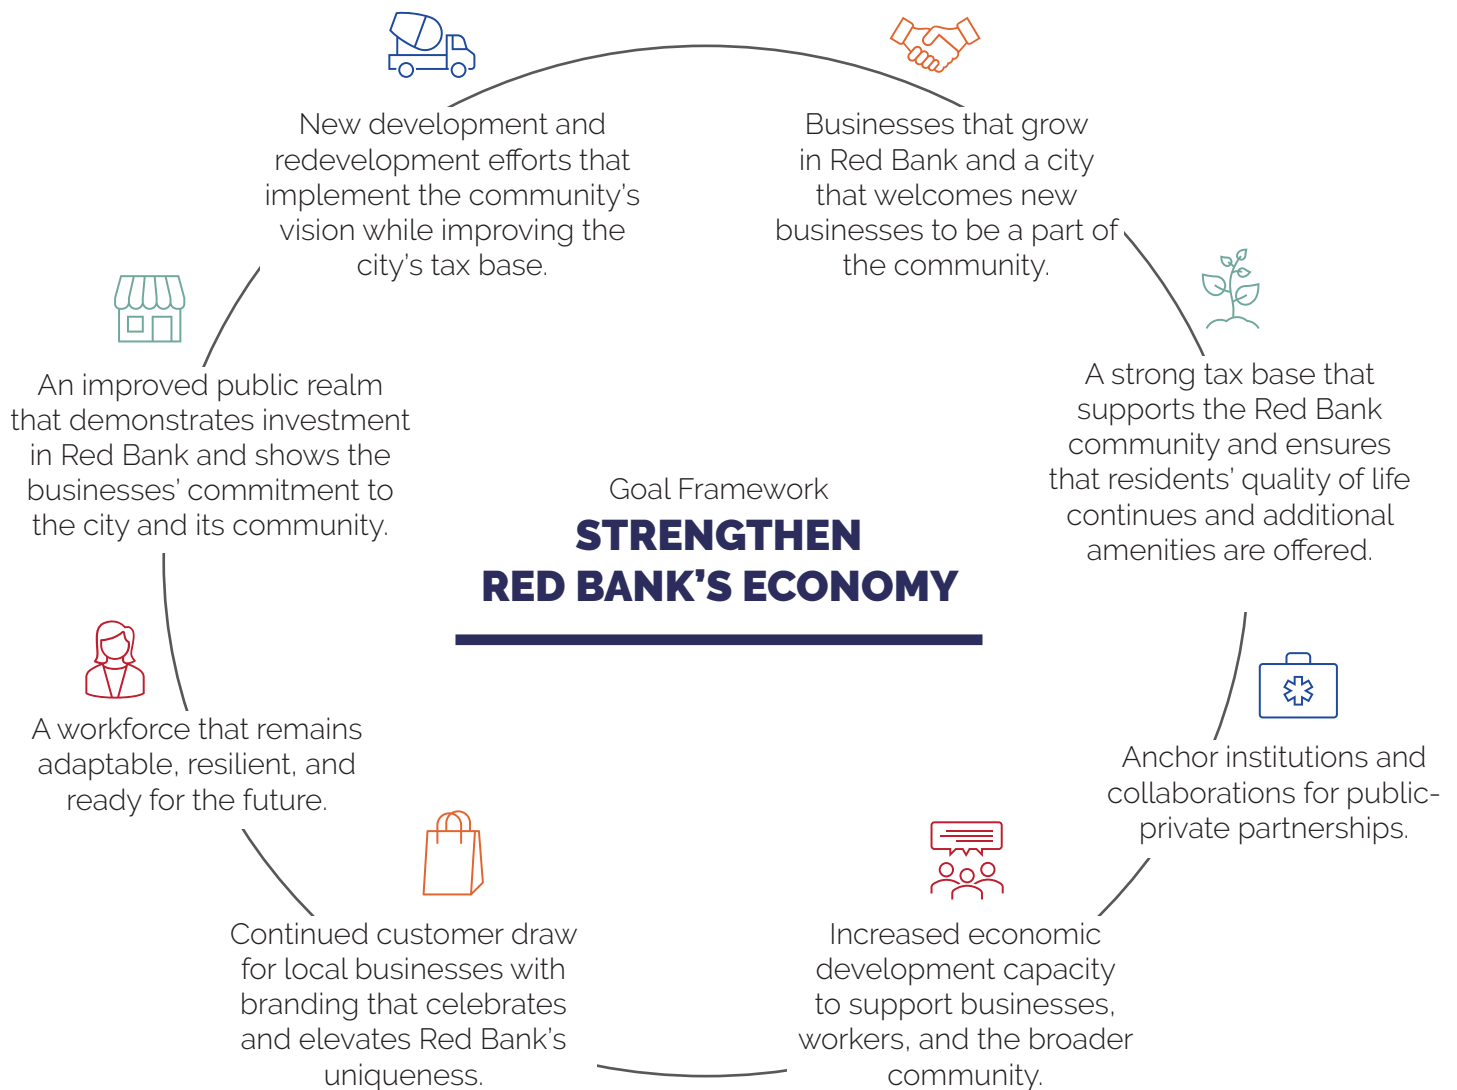 New development and
redevelopment efforts that
implement the community's
vision while improving the
city's tax base.
Businesses that grow
in Red Bank and a city
that welcomes new
businesses to be a part of
the community.
An improved public realm
that demonstrates investment
in Red Bank and shows the
businesses' commitment to
the city and its community.
A strong tax base that
supports the Red Bank
community and ensures
that residents' quality of life
continues and additional
amenities are offered.
Goal Framework
STRENGTHEN
RED BANK'S ECONOMY
A workforce that remains
adaptable, resilient, and
ready for the future.
Anchor institutions and
collaborations for public-
private partnerships.
Continued customer draw
for local businesses with
branding that celebrates
and elevates Red Bank's
uniqueness.
Increased economic
development capacity
to support businesses,
workers, and the broader
community.